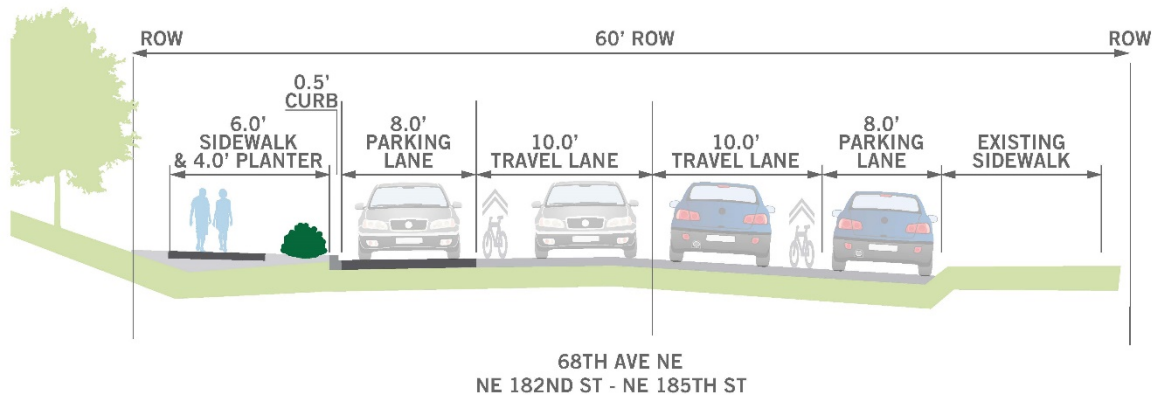 ROW
60' ROW
ROW
0.5'
CURB
6.0'
SIDEWALK
& 4.0' PLANTER
8.0'
PARKING
LANE
10.0'
TRAVEL LANE
10.0'
TRAVEL LANE
8.0'
PARKING
LANE
EXISTING
SIDEWALK
68TH AVE NE
NE 182ND ST - NE 185TH ST